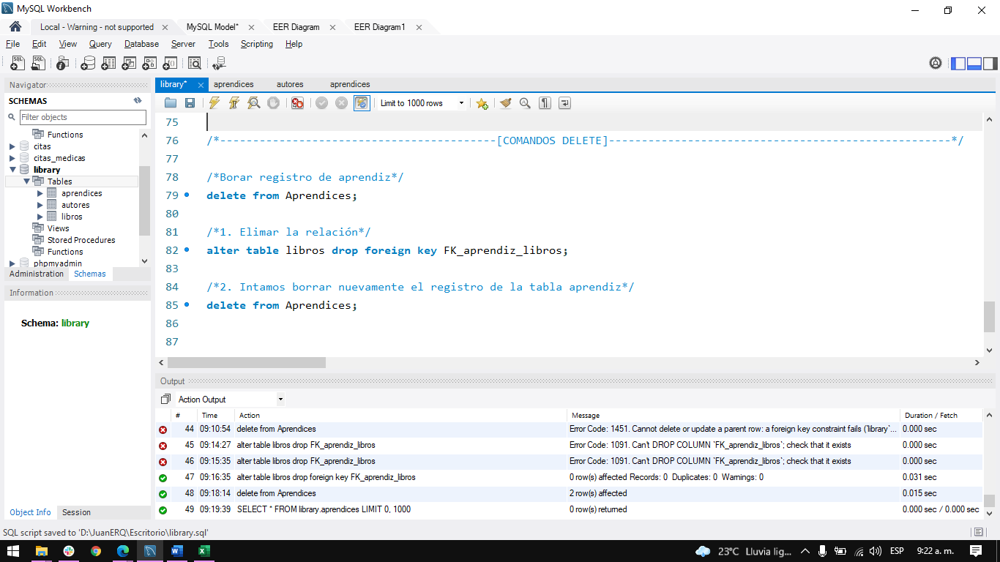 MySQL Workbench
Local - Warning - not supported
MySQL Model*
EER Diagram
EER Diagram1
File Edit View Query Database Server Tools Scripting Help
Navigator
SCHEMAS
Filter objects
Functions
citas
citas_medicas
library
Tables
aprendices
autores
libros
Views
Stored Procedures
Functions
phpmyadmin
Administration Schemas
Information
Schema: library
Object Info Session
library* aprendices autores aprendices
Limit to 1000 rows
75
76 /*------------------------------------------[COMANDOS DELETE]----------------------------------------------------*/
77
78 /*Borar registro de aprendiz*/
79 delete from Aprendices;
80
81 /*1. Elimar la relación*/
82 alter table libros drop foreign key FK_aprendiz_libros;
83
84 /*2. Intamos borrar nuevamente el registro de la tabla aprendiz*/
85 delete from Aprendices;
86
87
Output
Action Output
# Time Action Message Duration / Fetch
44 09:10:54 delete from Aprendices Error Code: 1451. Cannot delete or update a parent row: a foreign key constraint fails (`library`... 0.000 sec
45 09:14:27 alter table libros drop FK_aprendiz_libros Error Code: 1091. Can't DROP COLUMN `FK_aprendiz_libros`; check that it exists 0.000 sec
46 09:15:35 alter table libros drop FK_aprendiz_libros Error Code: 1091. Can't DROP COLUMN `FK_aprendiz_libros`; check that it exists 0.000 sec
47 09:16:35 alter table libros drop foreign key FK_aprendiz_libros 0 row(s) affected Records: 0 Duplicates: 0 Warnings: 0 0.031 sec
48 09:18:14 delete from Aprendices 2 row(s) affected 0.015 sec
49 09:19:39 SELECT * FROM library.aprendices LIMIT 0, 1000 0 row(s) returned 0.000 sec / 0.000 sec
SQL script saved to 'D:\JuanERQ\Escritorio\library.sql'
23°C Lluvia lig... ESP 9:22 a. m.